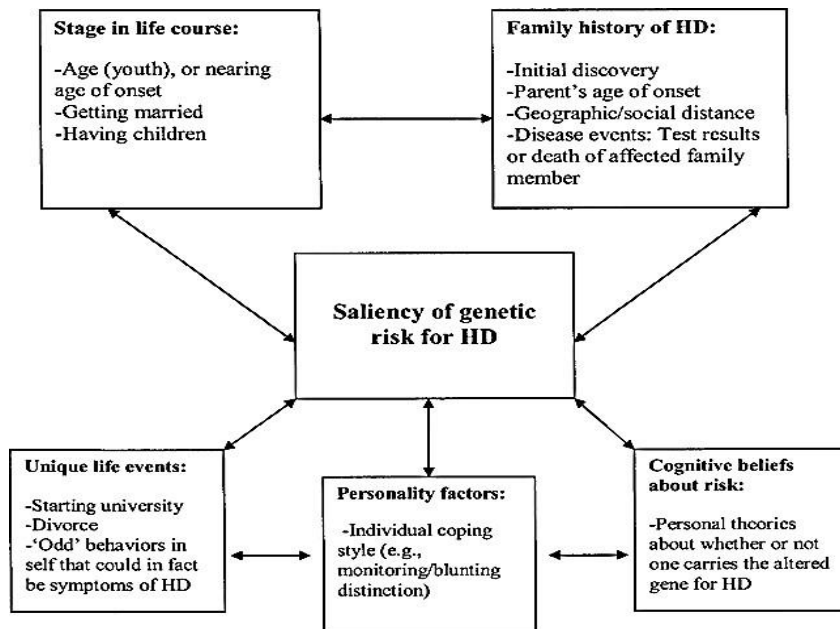 Stage in life course:
-Age (youth), or nearing
age of onset
-Getting married
-Having children
Family history of HD:
-Initial discovery
-Parent's age of onset
-Geographic/social distance
-Disease events: Test results
or death of affected family
member
Saliency of genetic
risk for HD
Unique life events:
-Starting university
-Divorce
-‘Odd’ behaviors in
self that could in fact
be symptoms of HD
Personality factors:
-Individual coping
style (e.g.,
monitoring/blunting
distinction)
Cognitive beliefs
about risk:
-Personal theories
about whether or not
one carries the altered
gene for HD